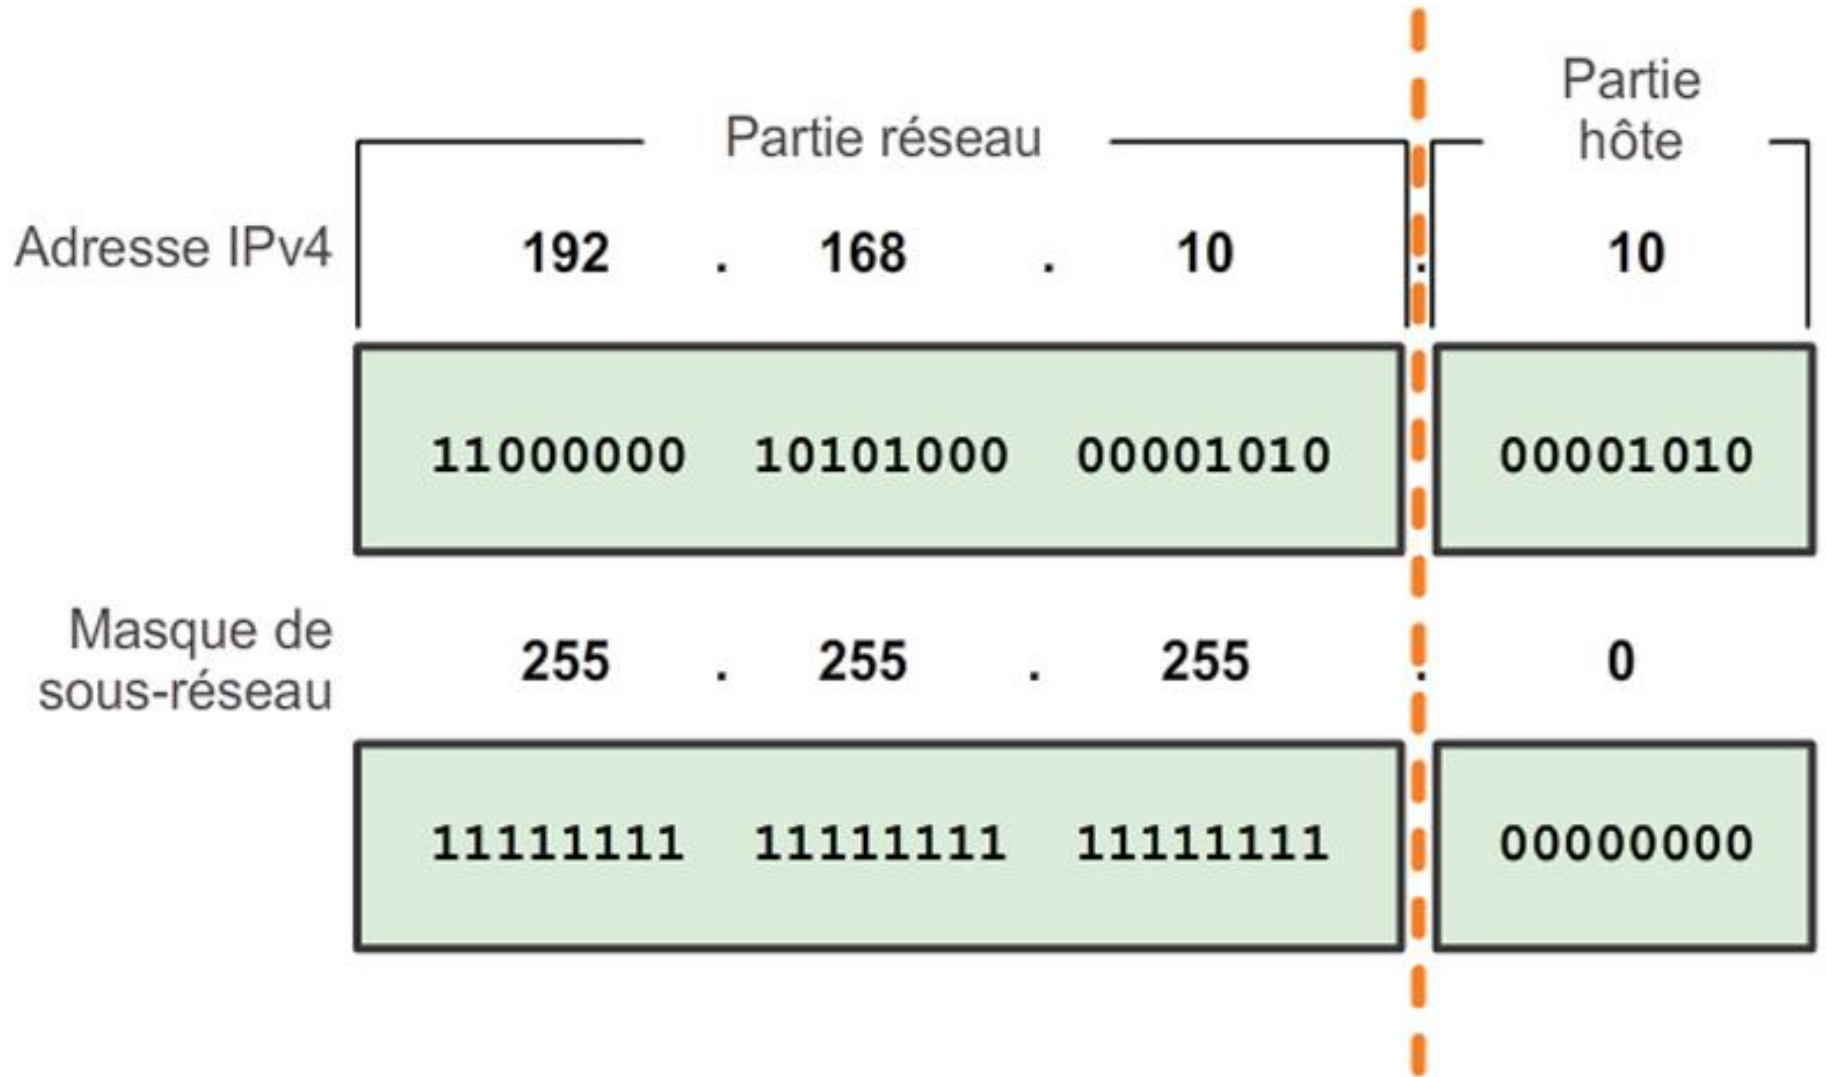 Partie
hôte
Partie réseau
Adresse IPv4
192 . 168 . 10 . 10
11000000 10101000 00001010 00001010
Masque de
sous-réseau
255 . 255 . 255 . 0
11111111 11111111 11111111 00000000